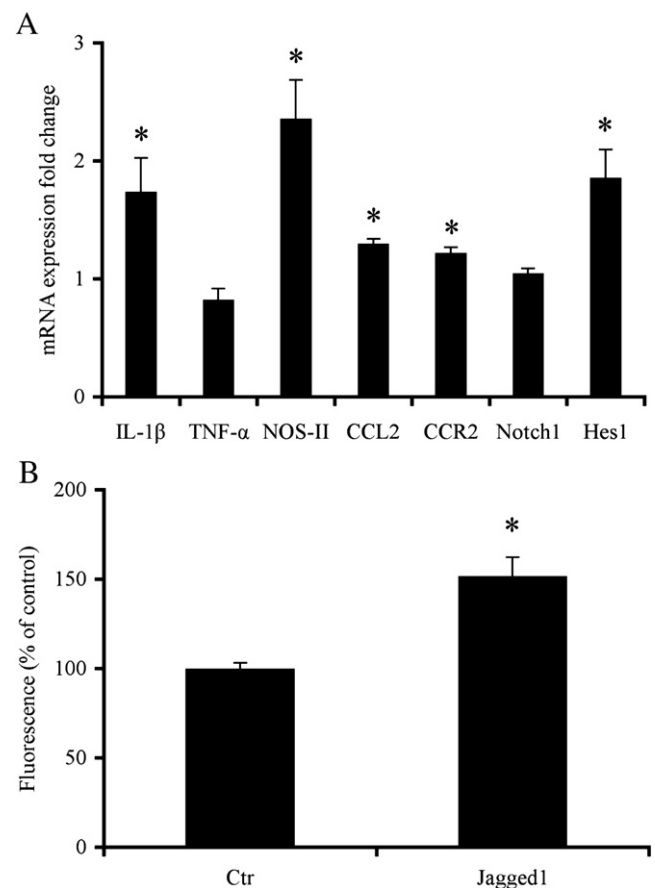 A
mRNA expression fold change
3
2
1
0
*
*
*
*
*
IL-1β TNF-α NOS-II CCL2 CCR2 Notch1 Hes1
B
Fluorescence (% of control)
200
150
100
50
0
*
Ctr Jagged1